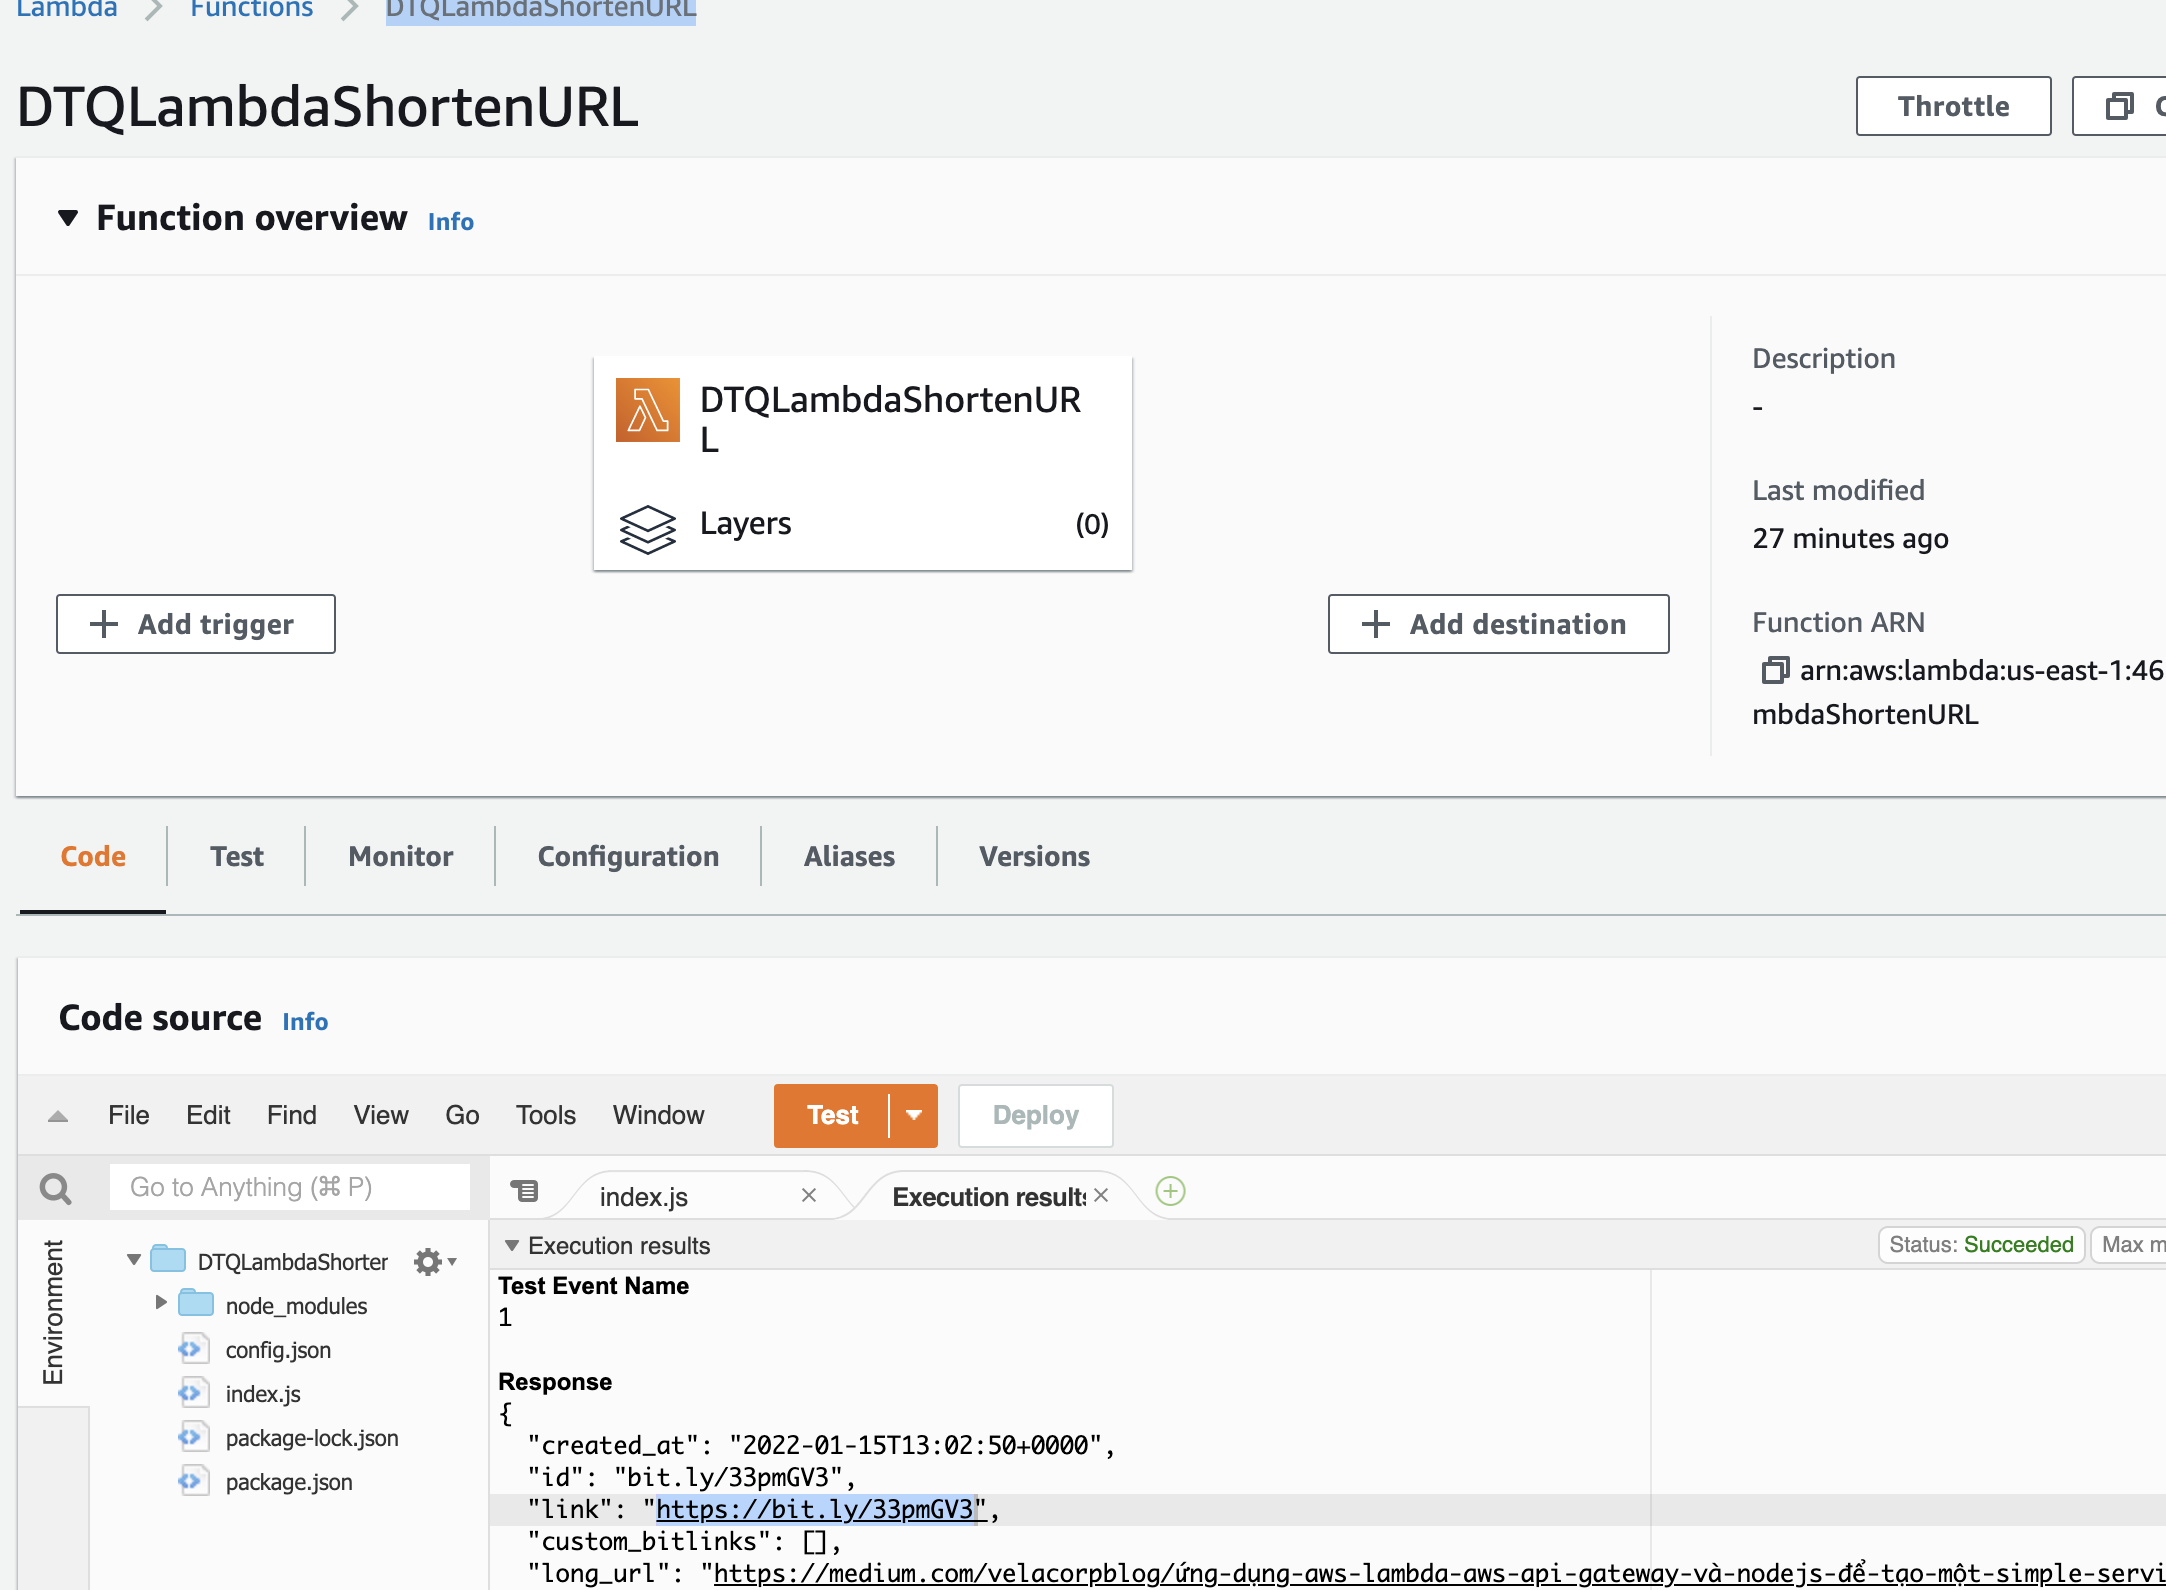 Lambda Functions DTQLambdaShortenURL
DTQLambdaShortenURL
Throttle
Function overview Info
DTQLambdaShortenUR
L
Layers (0)
Add trigger
Add destination
Description
-
Last modified
27 minutes ago
Function ARN
arn:aws:lambda:us-east-1:46
mbdaShortenURL
Code Test Monitor Configuration Aliases Versions
Code source Info
File Edit Find View Go Tools Window Test Deploy
Go to Anything (⌘ P)
index.js Execution results
Environment
DTQLambdaShorten
node_modules
config.json
index.js
package-lock.json
package.json
Execution results Status: Succeeded Max m
Test Event Name
1
Response
{
"created_at": "2022-01-15T13:02:50+0000",
"id": "bit.ly/33pmGV3",
"link": "https://bit.ly/33pmGV3",
"custom_bitlinks": [],
"long_url": "https://medium.com/velacorpblog/ứng-dụng-aws-lambda-aws-api-gateway-và-nodejs-để-tạo-một-simple-servi